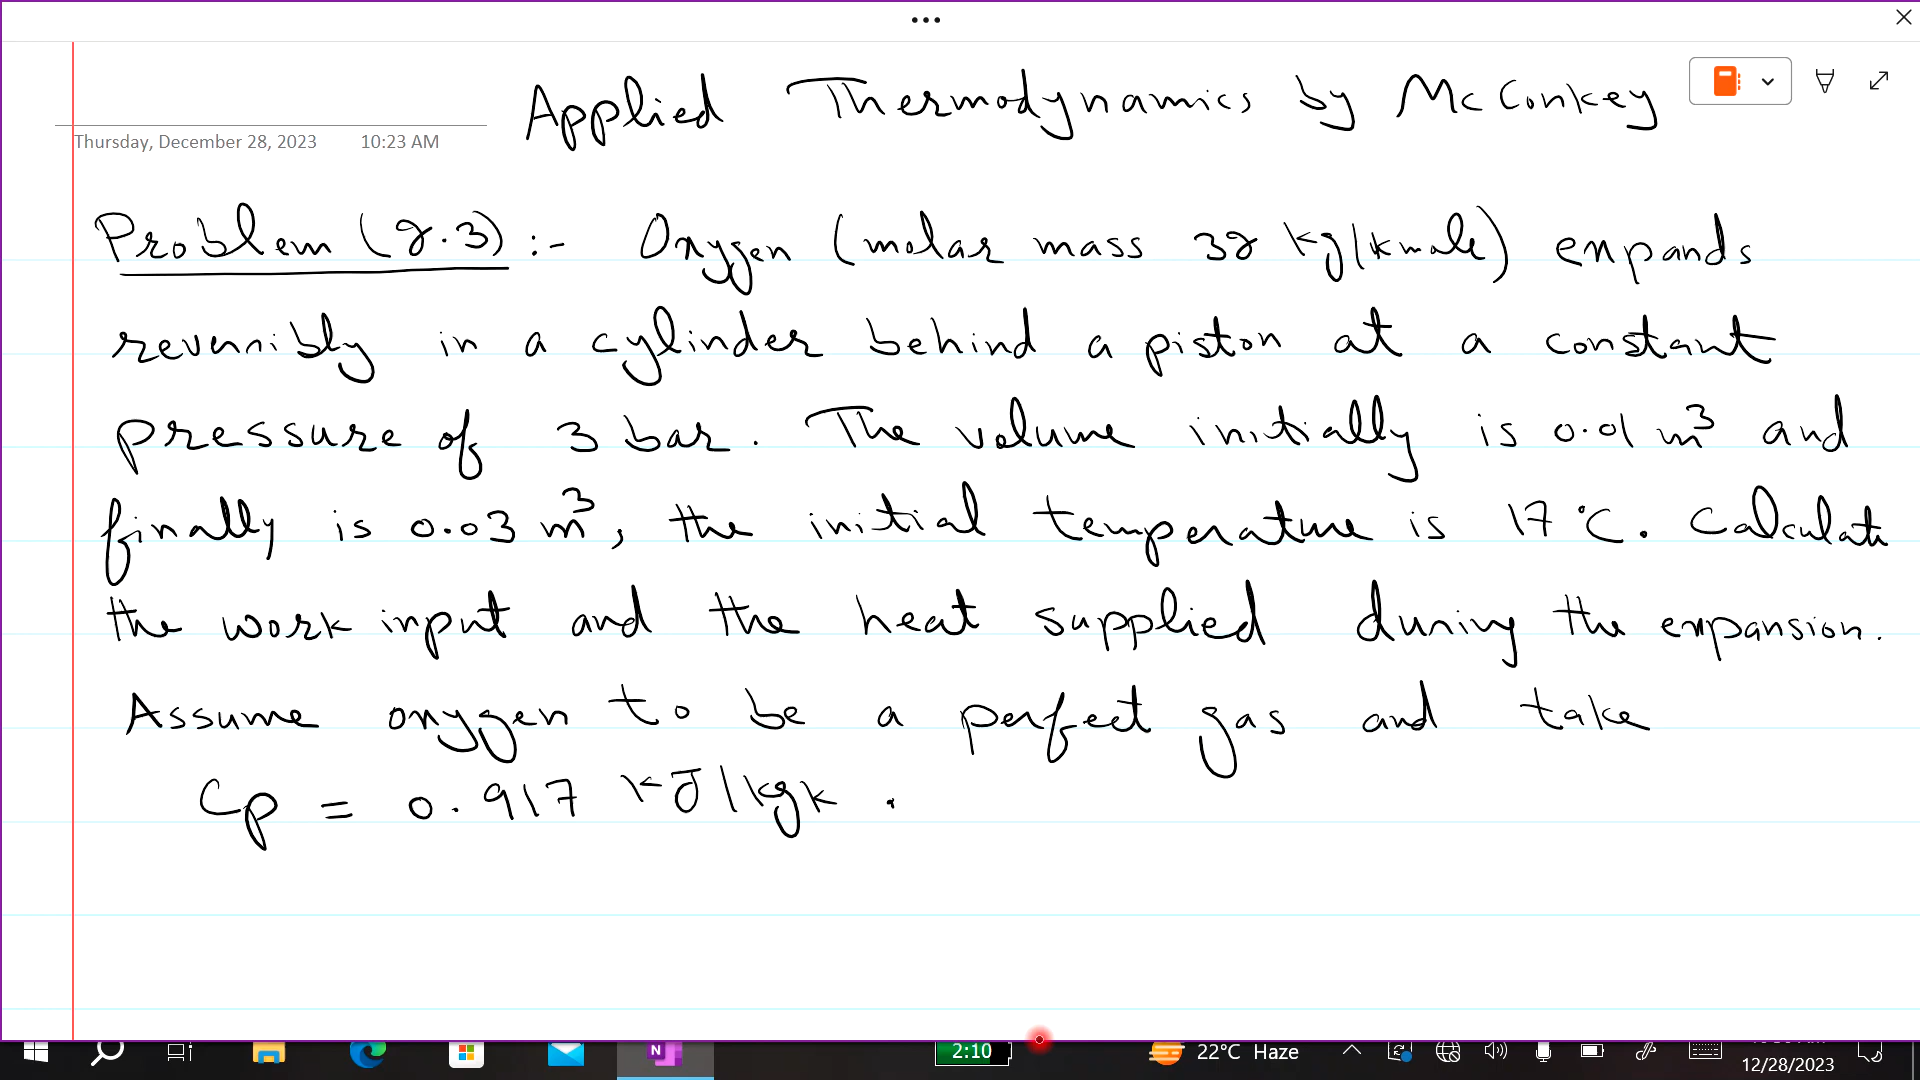 Applied Thermodynamics by McConkey
Thursday, December 28, 2023 10:23 AM
Problem (2.3) :- Oxygen (molar mass 32 kg/kmole) expands
reversibly in a cylinder behind a piston at a constant
pressure of 3 bar. The volume initially is 0.01 m³ and
finally is 0.03 m³, the initial temperature is 17 °C. Calculate
the work input and the heat supplied during the expansion.
Assume oxygen to be a perfect gas and take
Cp = 0.917 kJ/kgk.
N
2:10
22°C Haze
12/28/2023